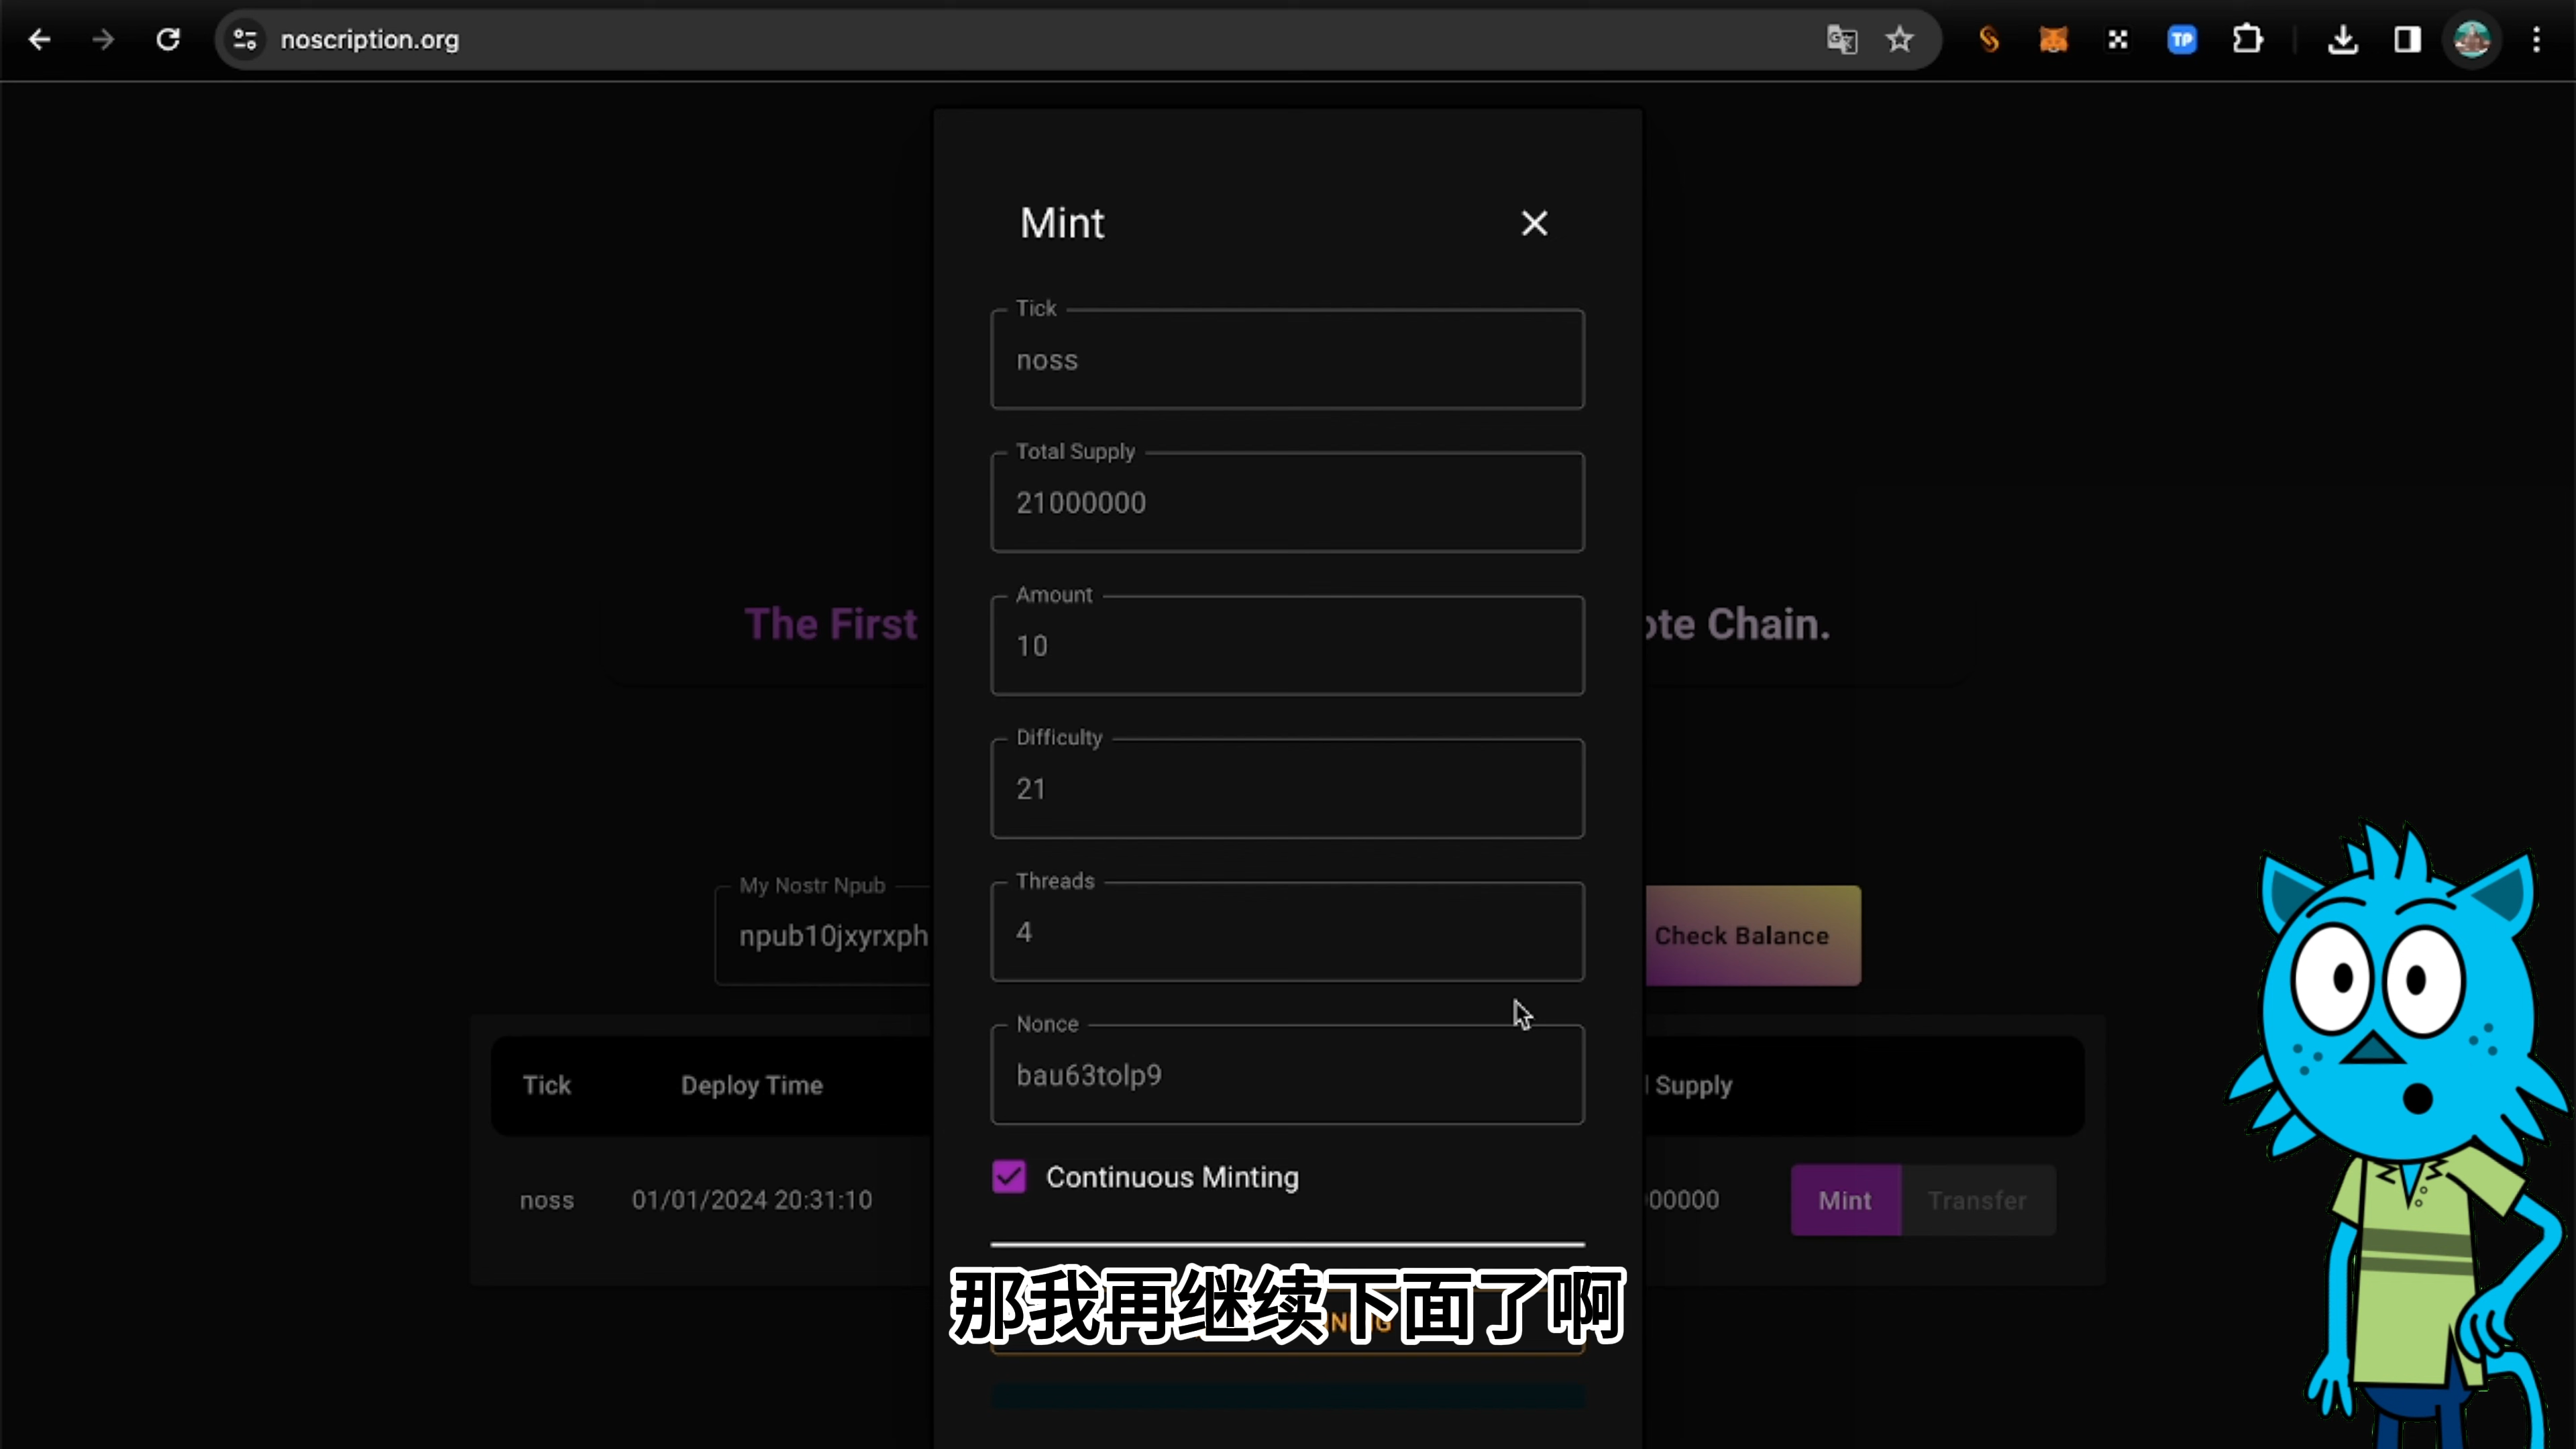 noscription.org
TP
Mint
Tick
noss
Total Supply
21000000
Amount
10
Difficulty
21
Threads
4
Nonce
bau63tolp9
Continuous Minting
The First
ote Chain.
My Nostr Npub
npub10jxyrxph
Check Balance
Tick Deploy Time
l Supply
noss 01/01/2024 20:31:10
00000 Mint Transfer
那我再继续下面了啊